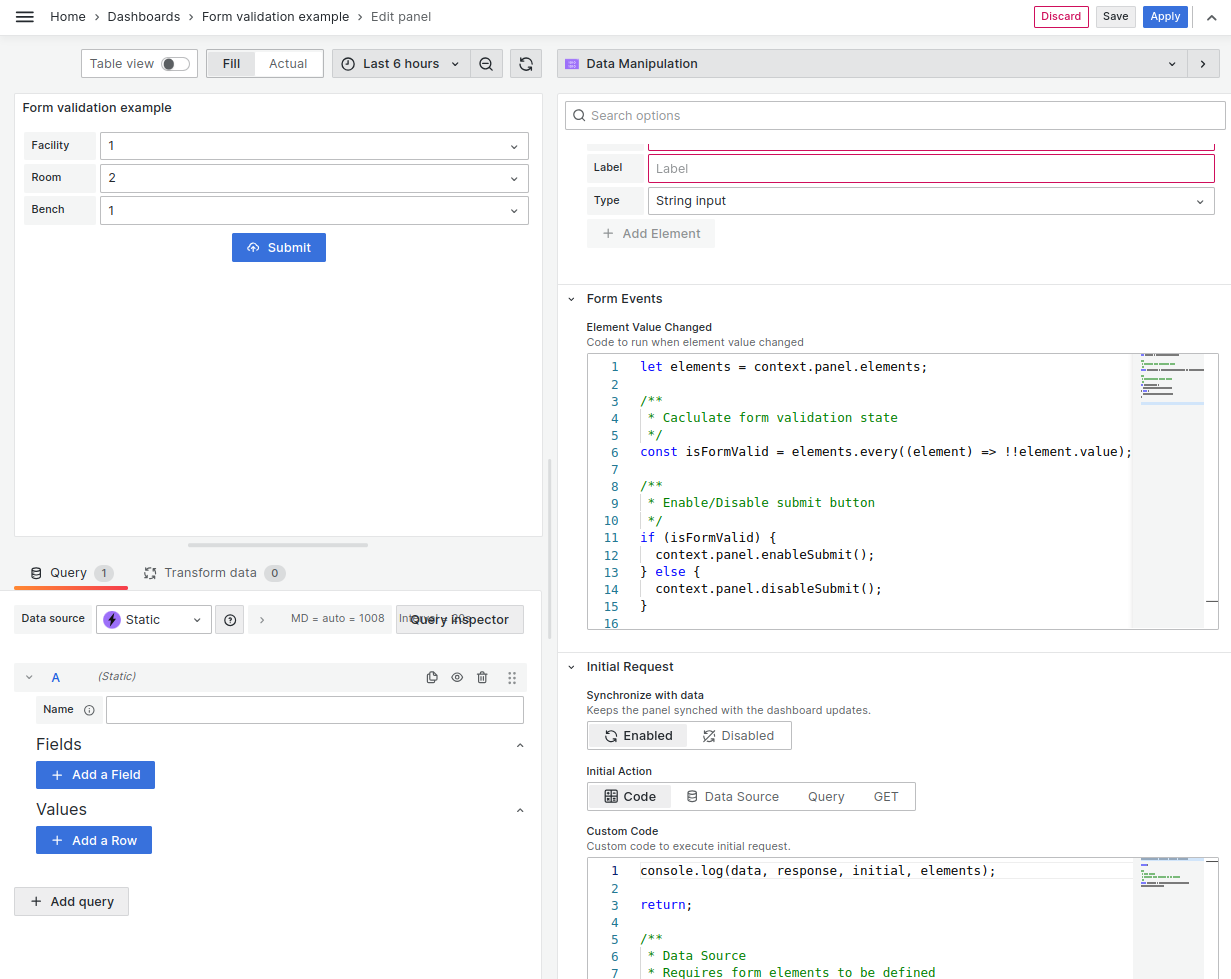 Home > Dashboards > Form validation example > Edit panel
Discard
Save
Apply
Table view
Fill
Actual
Last 6 hours
Data Manipulation
Form validation example
Facility
1
Room
2
Bench
1
Submit
Query 1
Transform data 0
Data source
Static
MD = auto = 1008
Query inspector
A
(Static)
Name
Fields
Add a Field
Values
Add a Row
Add query
Search options
Label
Label
Type
String input
Add Element
Form Events
Element Value Changed
Code to run when element value changed
1 let elements = context.panel.elements;
2
3 /**
4  * Caclulate form validation state
5  */
6 const isFormValid = elements.every((element) => !!element.value);
7
8 /**
9  * Enable/Disable submit button
10  */
11 if (isFormValid) {
12   context.panel.enableSubmit();
13 } else {
14   context.panel.disableSubmit();
15 }
16
Initial Request
Synchronize with data
Keeps the panel synched with the dashboard updates.
Enabled
Disabled
Initial Action
Code
Data Source
Query
GET
Custom Code
Custom code to execute initial request.
1 console.log(data, response, initial, elements);
2
3 return;
4
5 /**
6  * Data Source
7  * Requires form elements to be defined